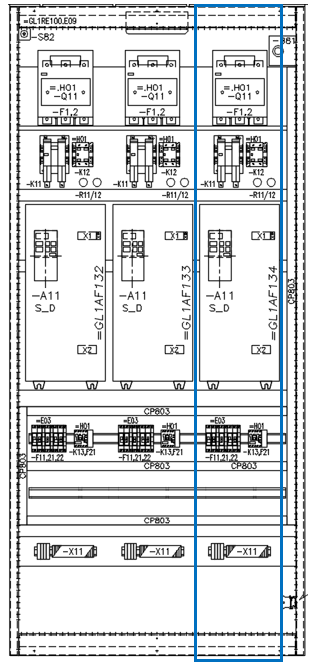 =GL1RE100,E09
-S82
-S81
=.H01 =.H01 =.H01
-Q11 -Q11 -Q11
-F1,2 -F1,2 -F1,2
=H01 =H01 =H01
-K11 -K12 -K11 -K12 -K11 -K12
-R11/12 -R11/12 -R11/12
X1 X1 X1
=GL1AF132 =GL1AF133 =GL1AF134
-A11 -A11 -A11
S_D S_D S_D
CP803
X2 X2 X2
CP803
=E03 =H01 =E03 =H01 =E03 =H01
-F11,21,22 -K13,F21 -F11,21,22 -K13,F21 -F11,21,22 -K13,F21
CP803
CP803 CP803
CP803
-X11 -X11 -X11